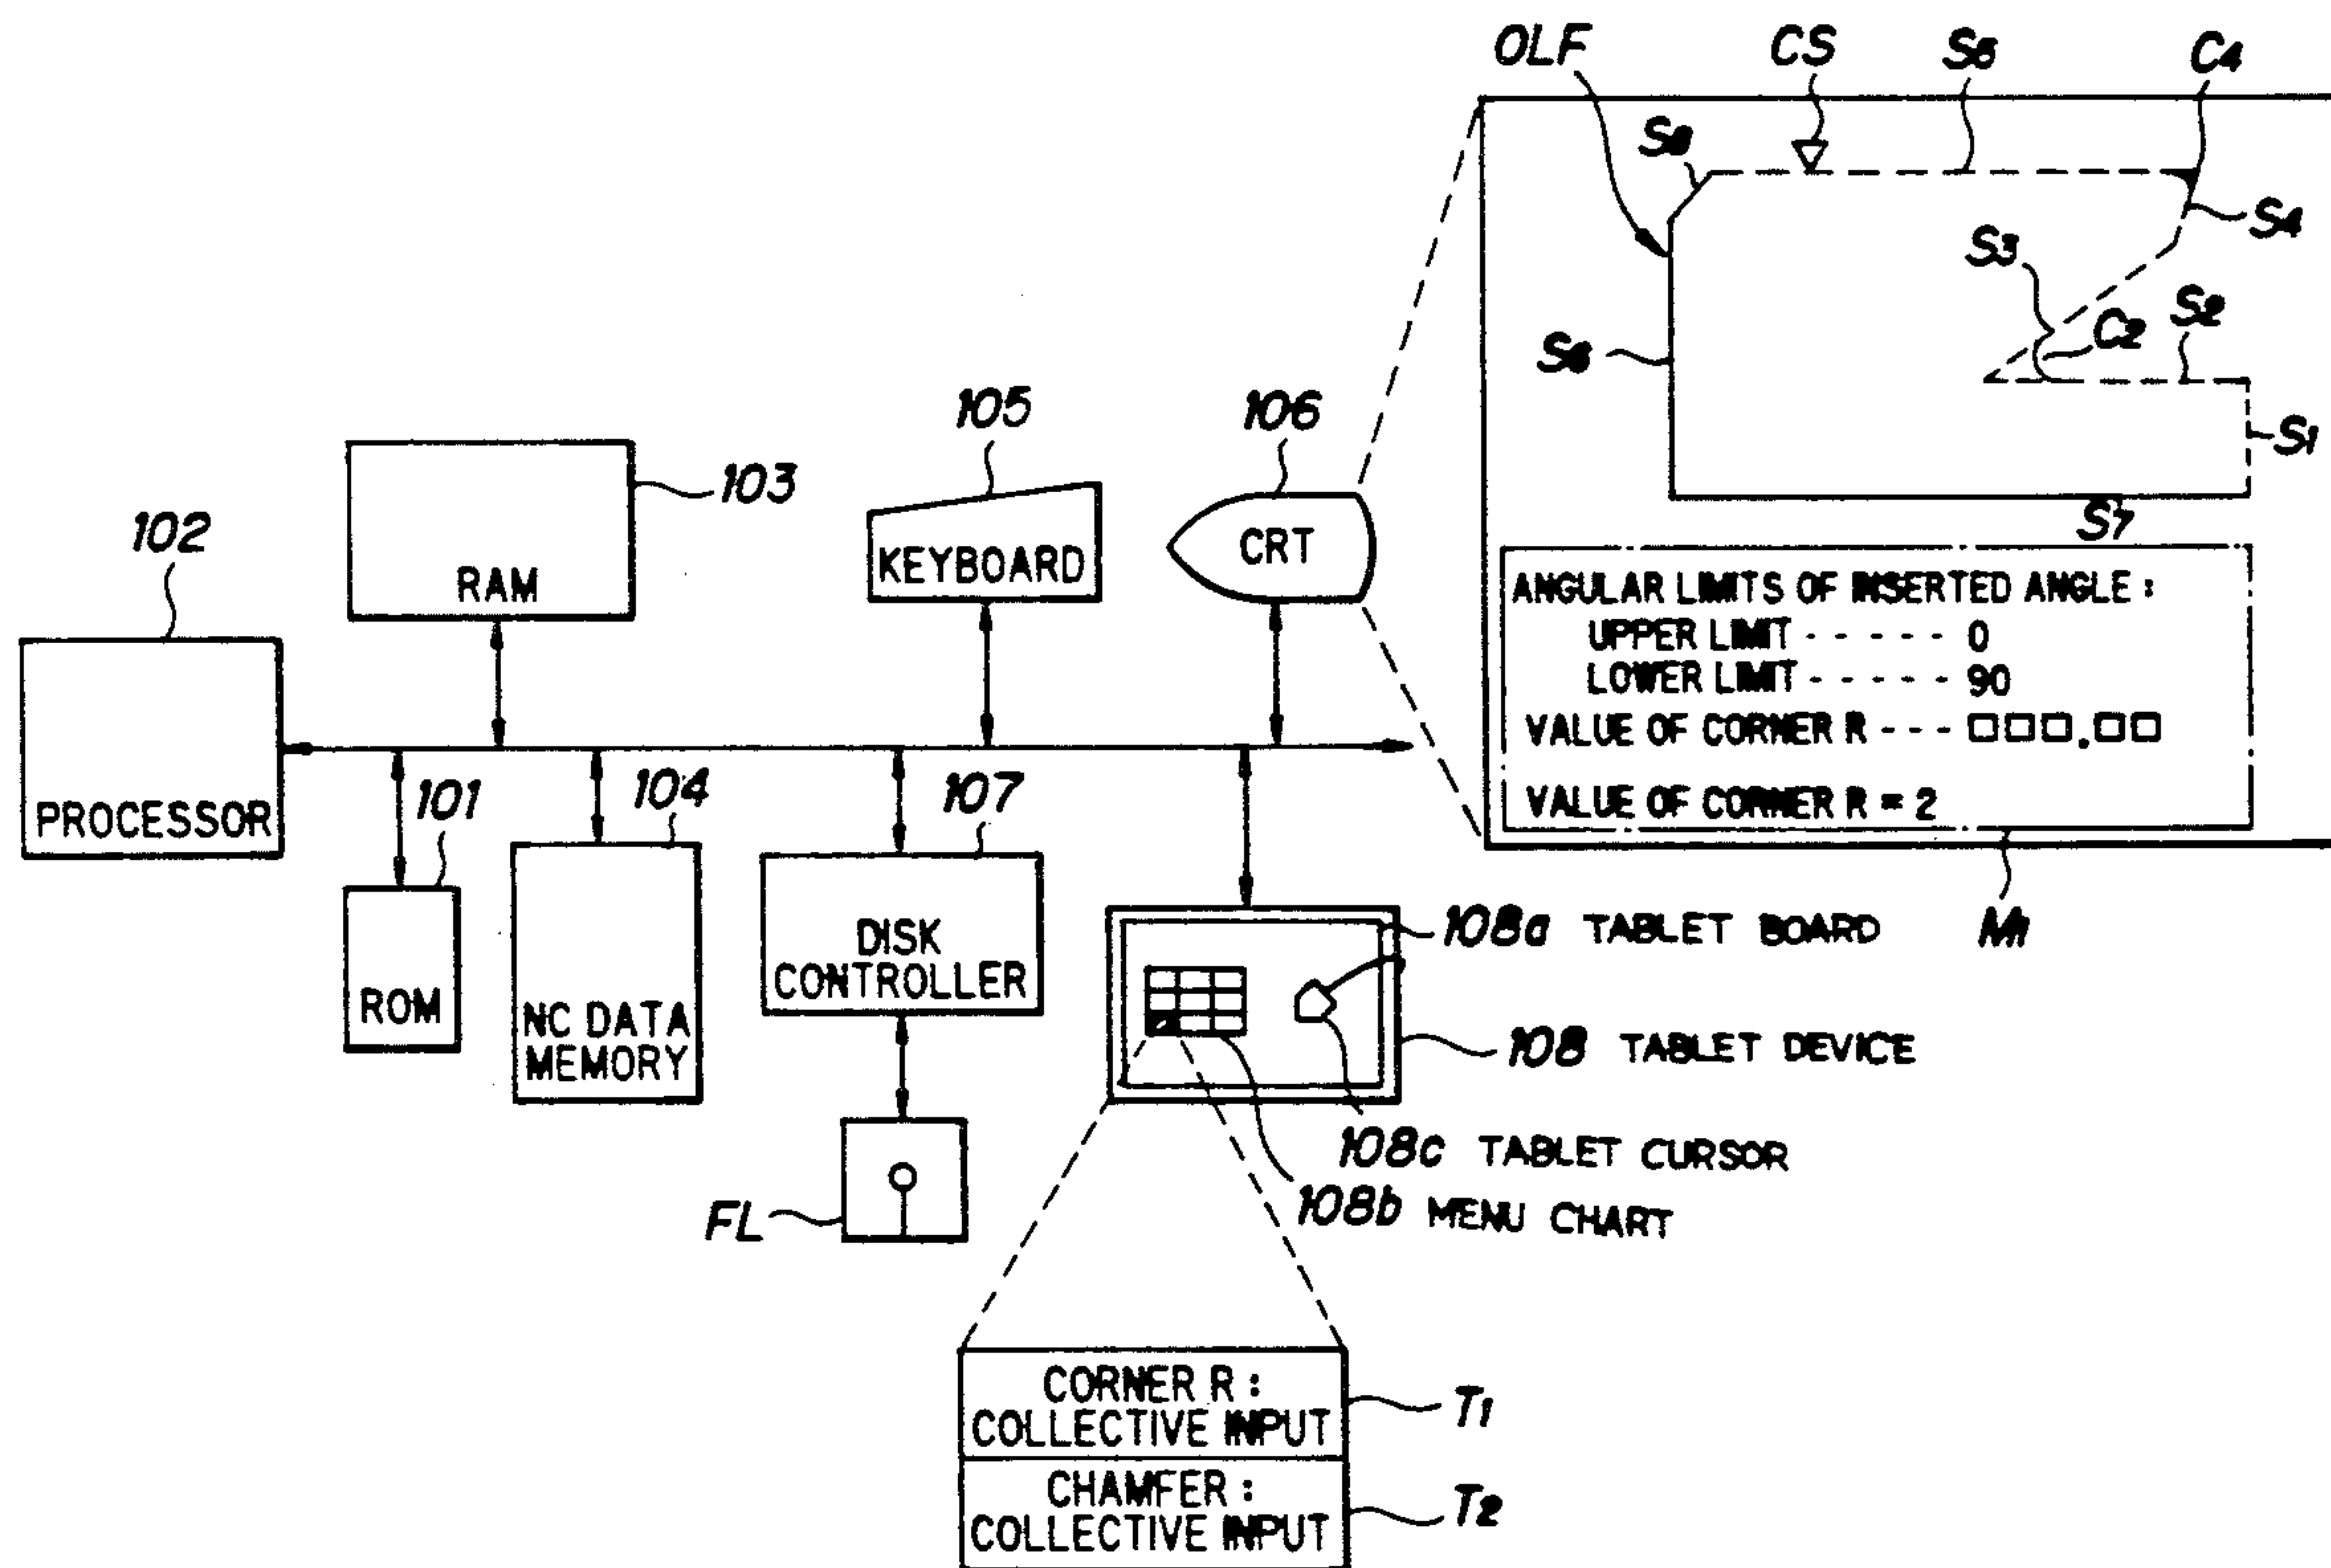 OLF
CS
S5
C4
S8
S4
S3
S2
C2
S6
S1
S7
105
106
103
CRT
KEYBOARD
102
RAM
ANGULAR LIMITS OF INSERTED ANGLE :
UPPER LIMIT - - - - - 0
LOWER LIMIT - - - - - 90
VALUE OF CORNER R - - - □□□.□□
VALUE OF CORNER R = 2
M1
PROCESSOR
101
104
107
ROM
NC DATA
MEMORY
DISK
CONTROLLER
108a TABLET BOARD
108 TABLET DEVICE
108c TABLET CURSOR
108b MENU CHART
FL
CORNER R :
COLLECTIVE INPUT
T1
CHAMFER :
COLLECTIVE INPUT
T2